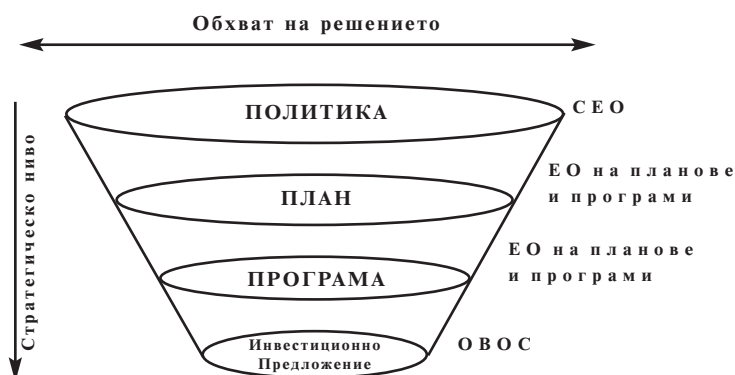 Обхват на решението
ПОЛИТИКА
СЕО
Стратегическо ниво
ЕО на планове
и програми
ПЛАН
ЕО на планове
и програми
ПРОГРАМА
Инвестиционно
Предложение
ОВОС